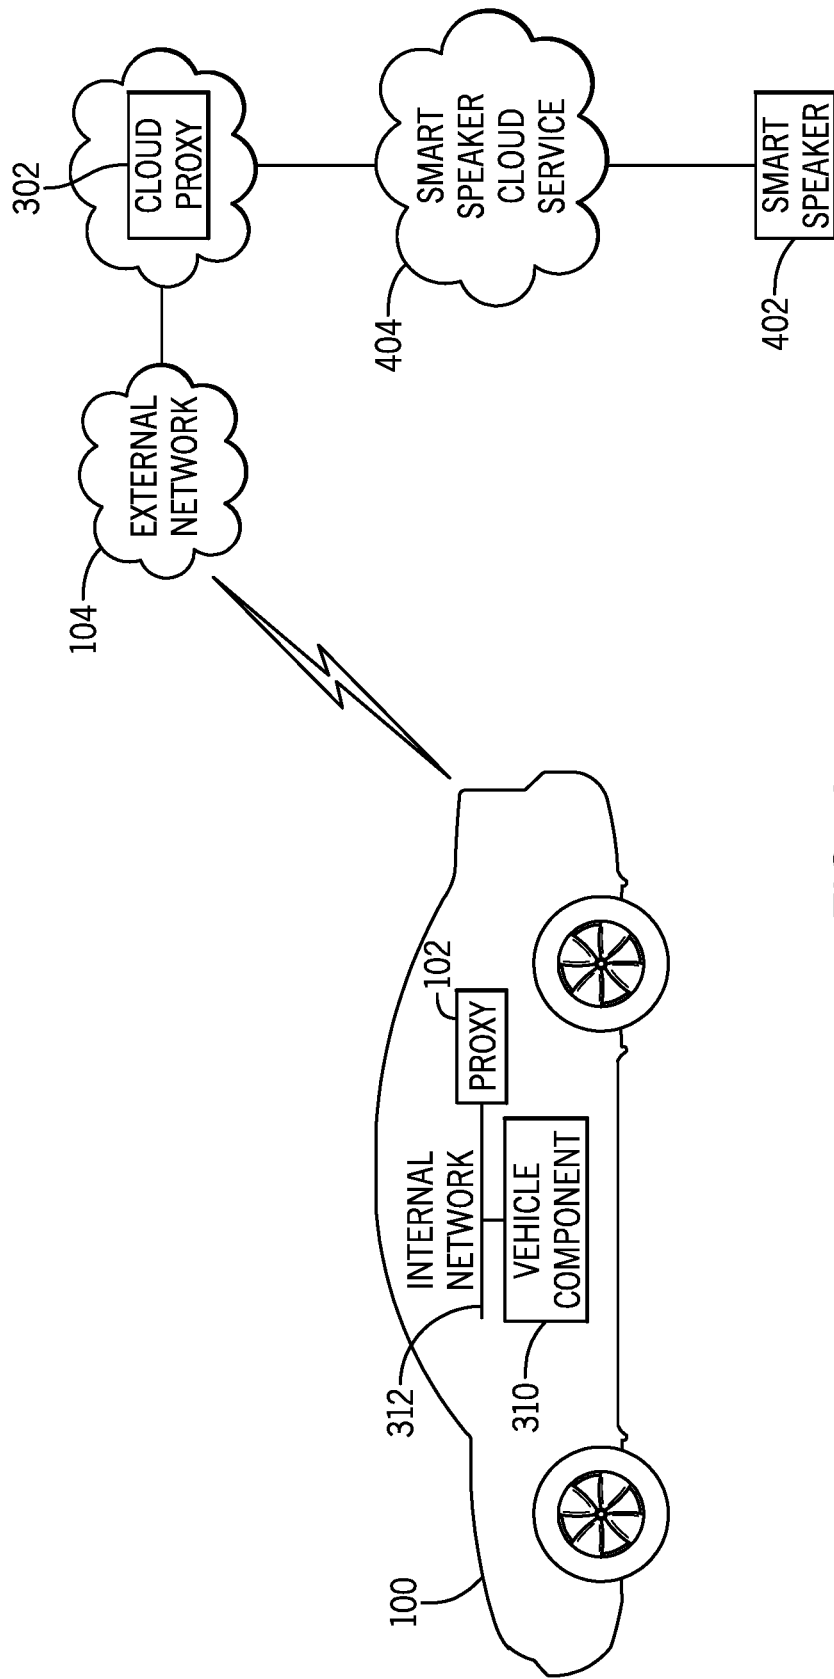 302
CLOUD
PROXY
104
EXTERNAL
NETWORK
404
SMART
SPEAKER
CLOUD
SERVICE
402
SMART
SPEAKER
100
312
INTERNAL
NETWORK
102
PROXY
310
VEHICLE
COMPONENT